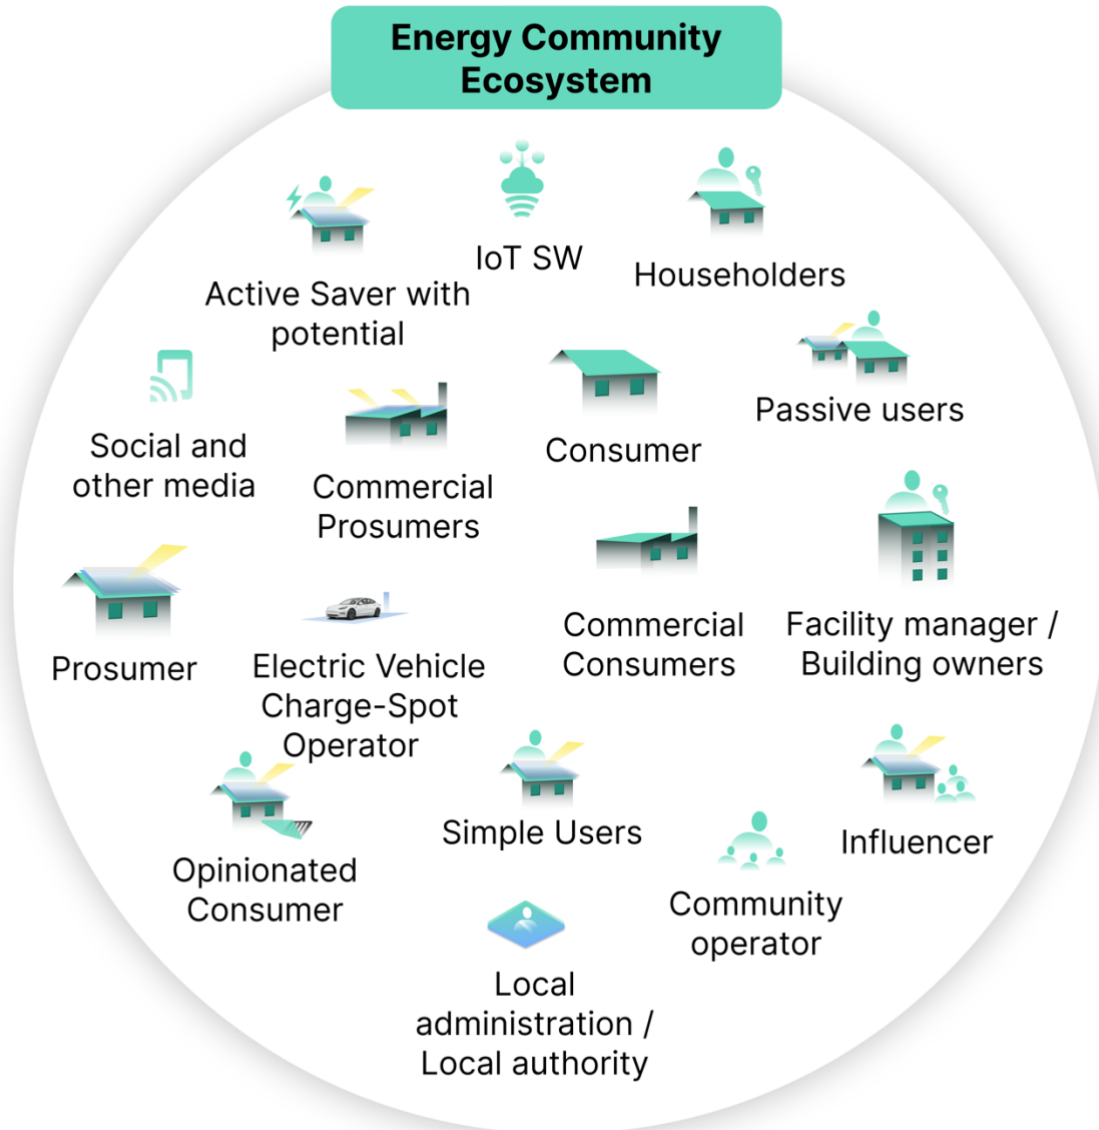 Energy Community
Ecosystem
IoT SW
Householders
Active Saver with
potential
Passive users
Social and
other media
Commercial
Prosumers
Consumer
Prosumer
Electric Vehicle
Charge-Spot
Operator
Commercial
Consumers
Facility manager /
Building owners
Opinionated
Consumer
Simple Users
Influencer
Community
operator
Local
administration /
Local authority